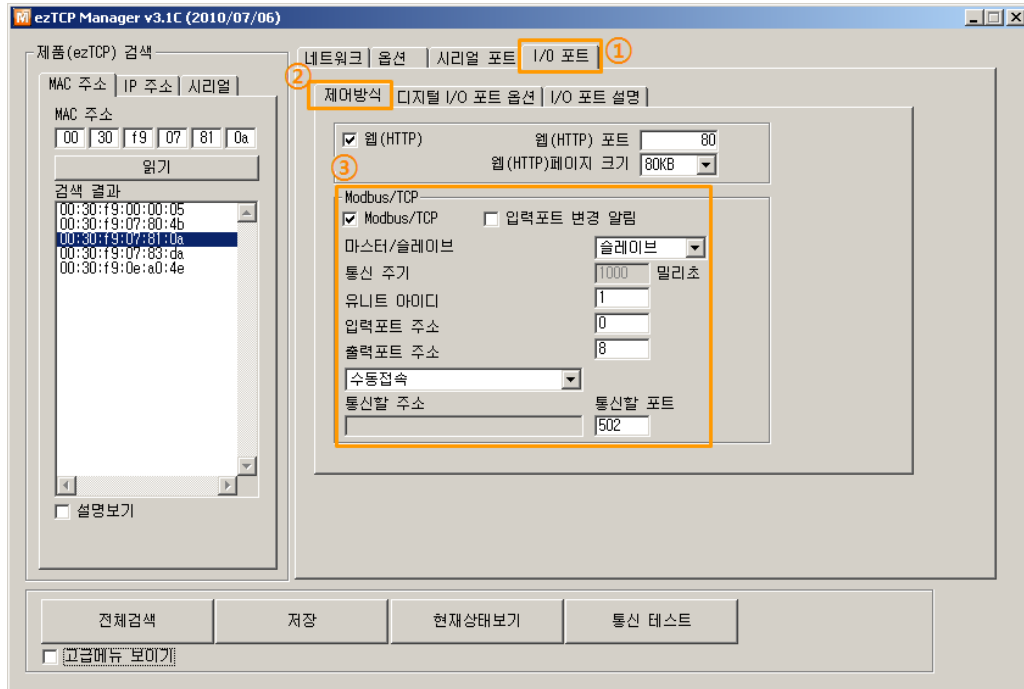 ezTCP Manager v3.1C (2010/07/06)
제품(ezTCP) 검색
MAC 주소 IP 주소 시리얼
MAC 주소
00 30 f9 07 81 0a
읽기
검색 결과
00:30:f9:00:00:05
00:30:f9:07:80:4b
00:30:f9:07:81:0a
00:30:f9:07:83:da
00:30:f9:0e:a0:4e
설명보기
네트워크 옵션 시리얼 포트 I/O 포트 ①
②
제어방식 디지털 I/O 포트 옵션 I/O 포트 설명
웹(HTTP) 웹(HTTP) 포트 80
웹(HTTP)페이지 크기 80KB
③
Modbus/TCP
Modbus/TCP 입력포트 변경 알림
마스터/슬레이브 슬레이브
통신 주기 1000 밀리초
유니트 아이디 1
입력포트 주소 0
출력포트 주소 8
수동접속
통신할 주소 통신할 포트
502
전체검색 저장 현재상태보기 통신 테스트
고급메뉴 보이기